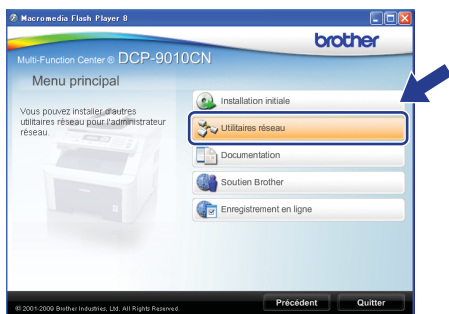 Macromedia Flash Player 8
brother
Multi-Function Center ® DCP-9010CN
Menu principal
Vous pouvez installer d'autres
utilitaires réseau pour l'administrateur
réseau.
Installation initiale
Utilitaires réseau
Documentation
Soutien Brother
Enregistrement en ligne
© 2001-2009 Brother Industries, Ltd. All Rights Reserved.
Précédent
Quitter